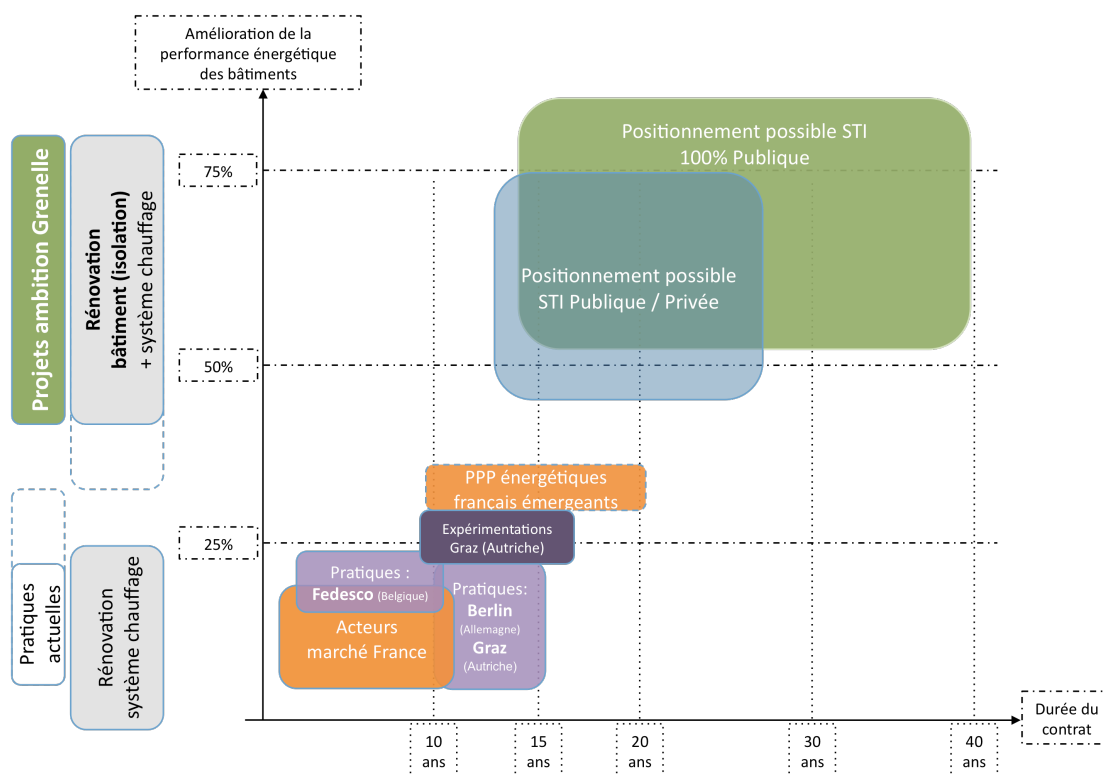 Amélioration de la
performance énergétique
des bâtiments
Projets ambition Grenelle
Rénovation
bâtiment (isolation)
+ système chauffage
Pratiques
actuelles
Rénovation
système chauffage
75%
50%
25%
Positionnement possible STI
100% Publique
Positionnement possible
STI Publique / Privée
PPP énergétiques
français émergeants
Expérimentations
Graz (Autriche)
Pratiques :
Fedesco (Belgique)
Acteurs
marché France
Pratiques:
Berlin
(Allemagne)
Graz
(Autriche)
10
ans
15
ans
20
ans
30
ans
40
ans
Durée du
contrat